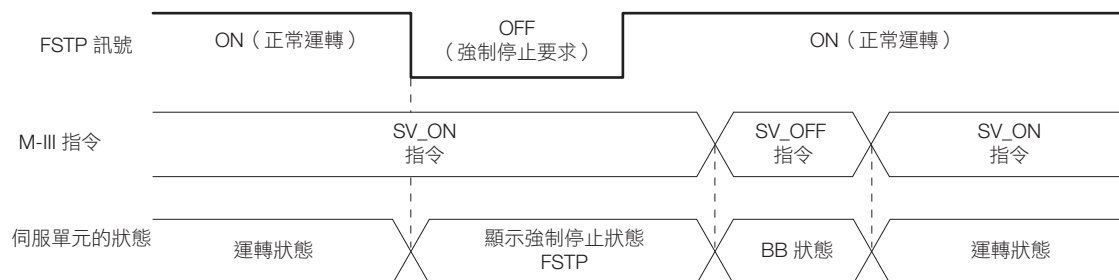 FSTP 訊號
ON（正常運轉）
OFF
（強制停止要求）
ON（正常運轉）
M-III 指令
SV_ON
指令
SV_OFF
指令
SV_ON
指令
伺服單元的狀態
運轉狀態
顯示強制停止狀態
FSTP
BB 狀態
運轉狀態